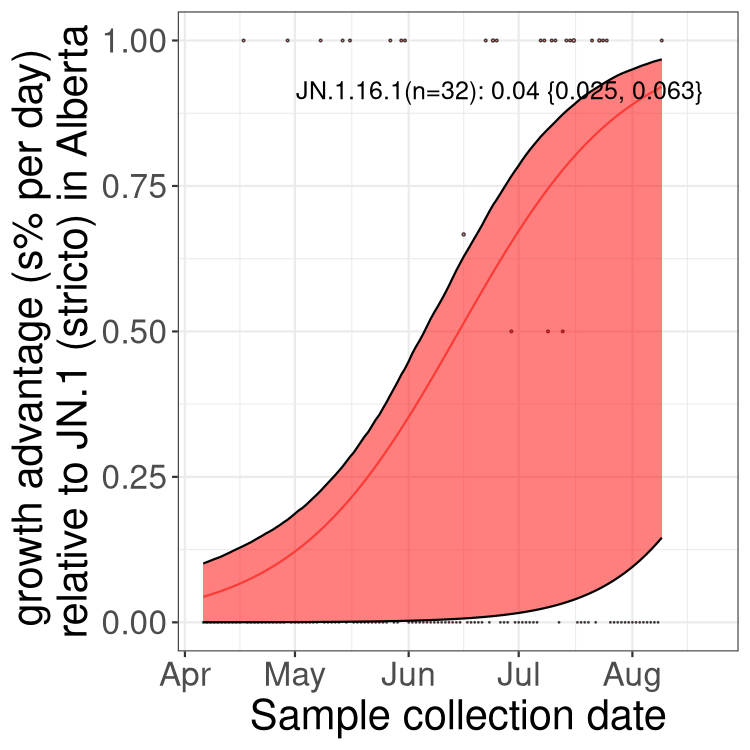 growth advantage (s% per day)
relative to JN.1 (stricto) in Alberta
1.00
0.75
0.50
0.25
0.00
JN.1.16.1(n=32): 0.04 {0.025, 0.063}
Apr May Jun Jul Aug
Sample collection date